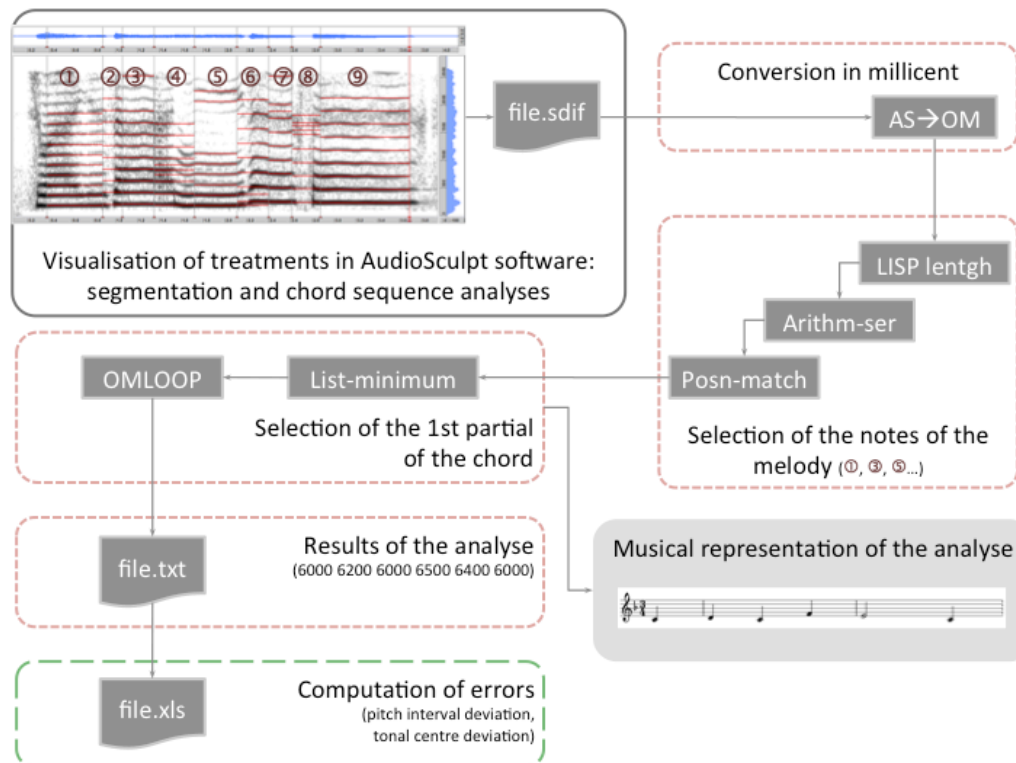 ① ② ③ ④ ⑤ ⑥ ⑦ ⑧ ⑨
file.sdif
Visualisation of treatments in AudioSculpt software:
segmentation and chord sequence analyses
Conversion in millicent
AS→OM
LISP lentgh
Arithm-ser
Posn-match
Selection of the notes of the
melody (①, ③, ⑤...)
List-minimum
OMLOOP
Selection of the 1st partial
of the chord
file.txt
Results of the analyse
(6000 6200 6000 6500 6400 6000)
Musical representation of the analyse
file.xls
Computation of errors
(pitch interval deviation,
tonal centre deviation)